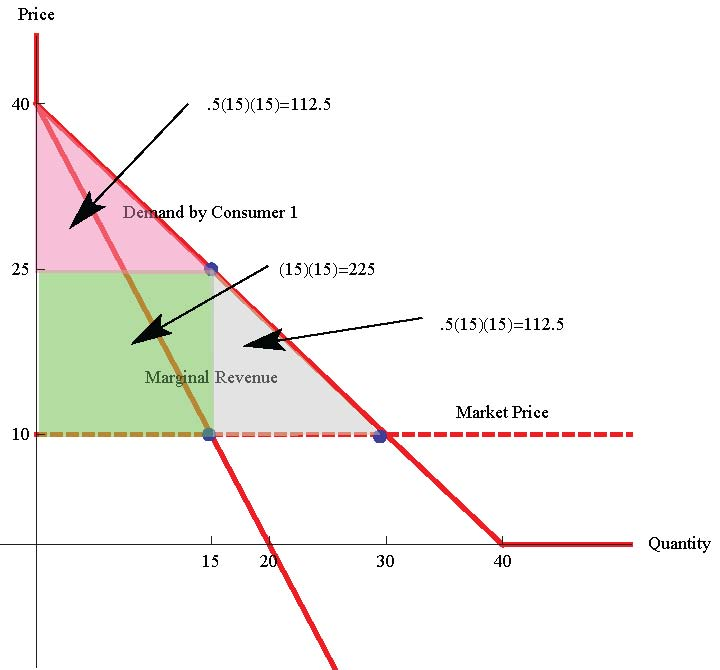 Price
40
.5(15)(15)=112.5
Demand by Consumer 1
25
(15)(15)=225
.5(15)(15)=112.5
Marginal Revenue
Market Price
10
Quantity
15
20
30
40